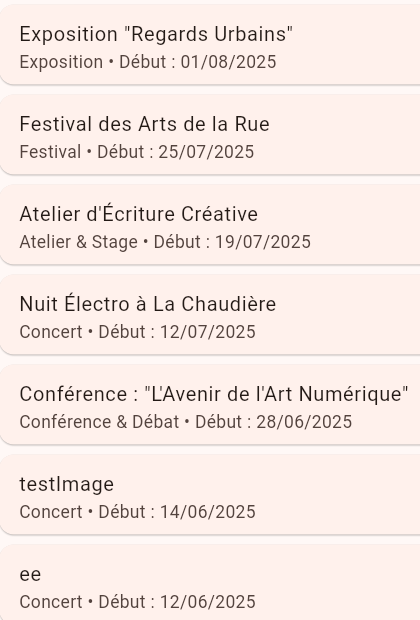 Exposition "Regards Urbains"
Exposition • Début : 01/08/2025
Festival des Arts de la Rue
Festival • Début : 25/07/2025
Atelier d'Écriture Créative
Atelier & Stage • Début : 19/07/2025
Nuit Électro à La Chaudière
Concert • Début : 12/07/2025
Conférence : "L'Avenir de l'Art Numérique"
Conférence & Débat • Début : 28/06/2025
testImage
Concert • Début : 14/06/2025
ee
Concert • Début : 12/06/2025